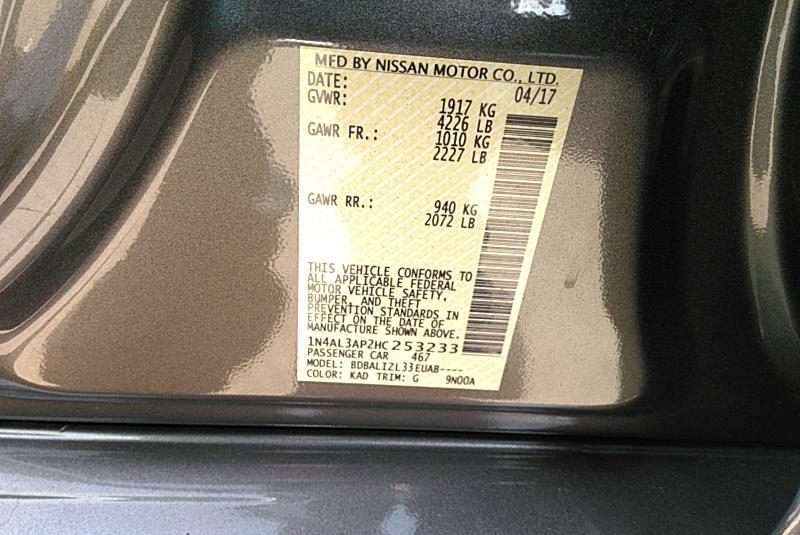 MFD BY NISSAN MOTOR CO., LTD.
DATE: 04/17
GVWR: 1917 KG
4226 LB
GAWR FR.: 1010 KG
2227 LB
GAWR RR.: 940 KG
2072 LB
THIS VEHICLE CONFORMS TO
ALL APPLICABLE FEDERAL
MOTOR VEHICLE SAFETY,
BUMPER, AND THEFT
PREVENTION STANDARDS IN
EFFECT ON THE DATE OF
MANUFACTURE SHOWN ABOVE.
1N4AL3AP2HC253233
PASSENGER CAR 467
MODEL: BDBALIZL33EUAB----
COLOR: KAD TRIM: G 9N00A